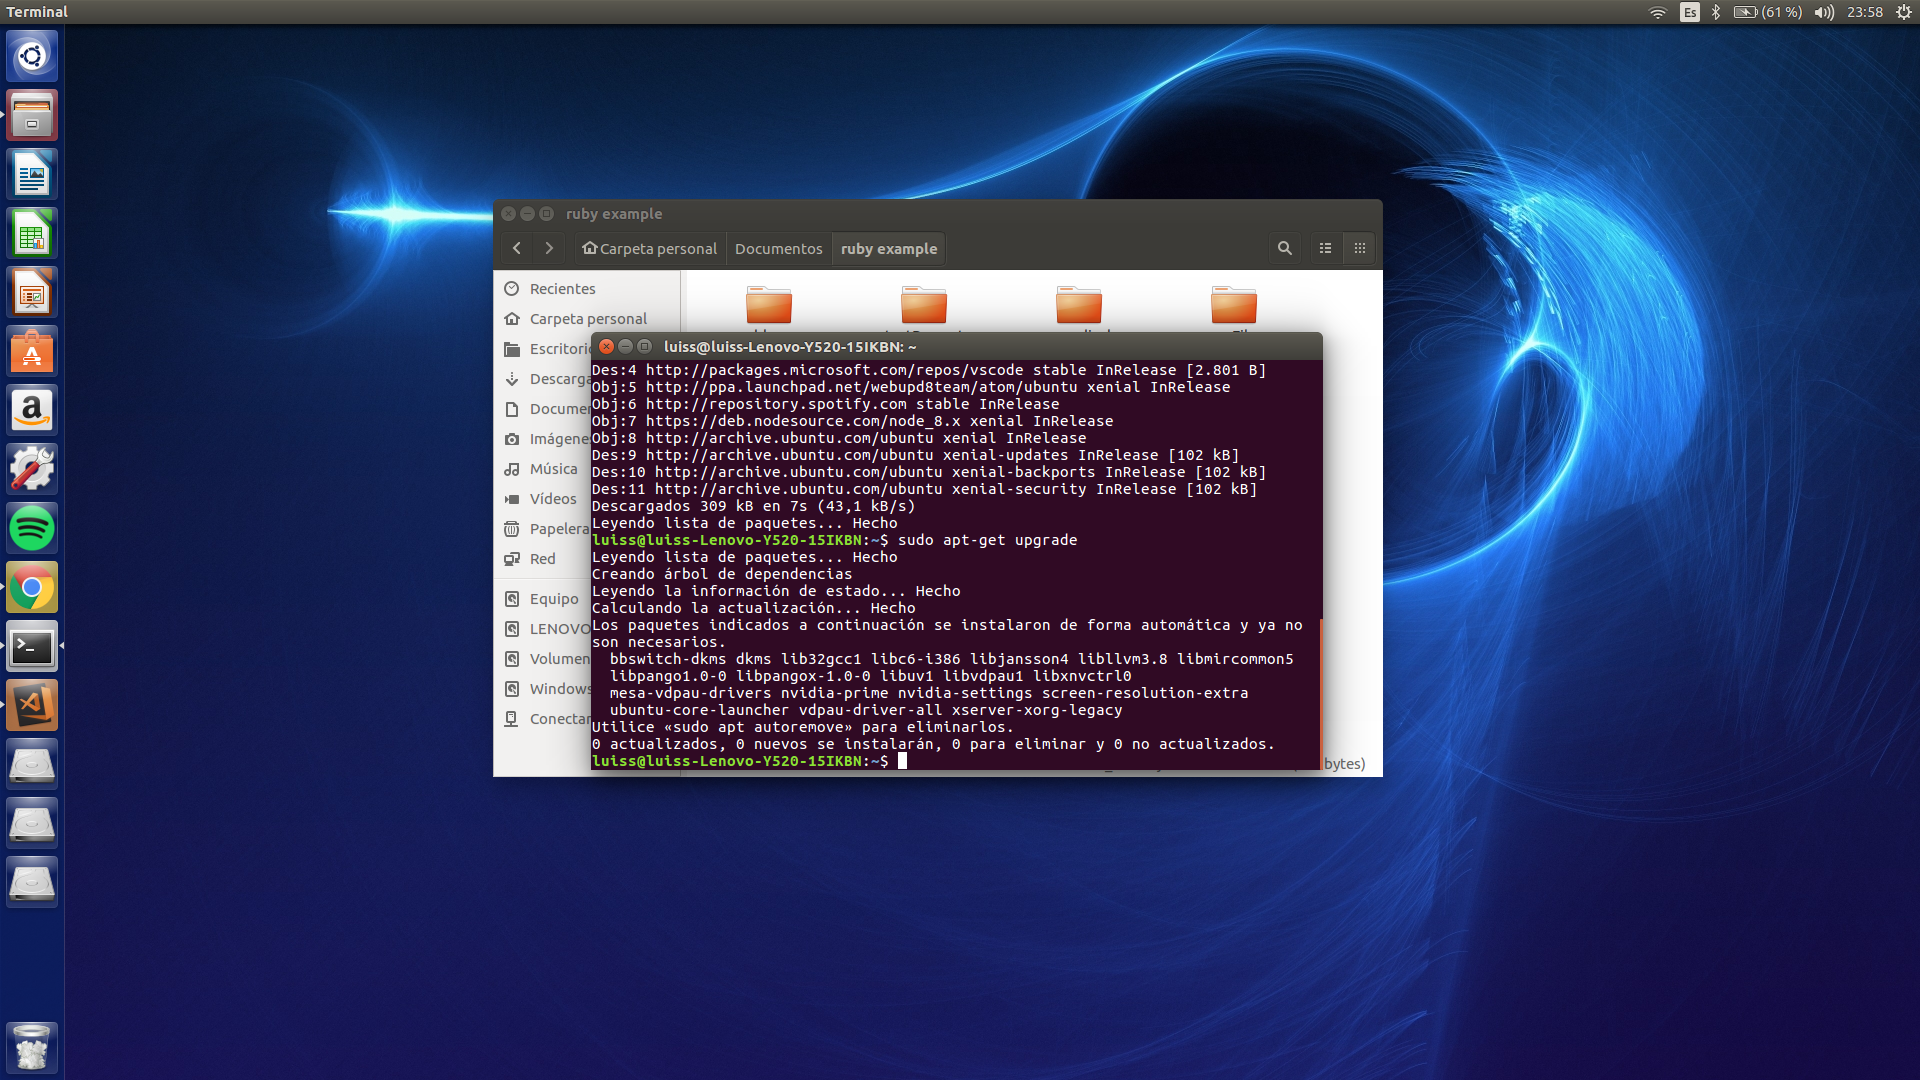 Terminal
Es
(61 %)
23:58
ruby example
Carpeta personal
Documentos
ruby example
Recientes
Carpeta personal
Música
Vídeos
Papelera
Red
Equipo
LENOVO
Windows
luiss@luiss-Lenovo-Y520-15IKBN: ~
Des:4 http://packages.microsoft.com/repos/vscode stable InRelease [2.801 B]
Obj:5 http://ppa.launchpad.net/webupd8team/atom/ubuntu xenial InRelease
Obj:6 http://repository.spotify.com stable InRelease
Obj:7 https://deb.nodesource.com/node_8.x xenial InRelease
Obj:8 http://archive.ubuntu.com/ubuntu xenial InRelease
Des:9 http://archive.ubuntu.com/ubuntu xenial-updates InRelease [102 kB]
Des:10 http://archive.ubuntu.com/ubuntu xenial-backports InRelease [102 kB]
Des:11 http://archive.ubuntu.com/ubuntu xenial-security InRelease [102 kB]
Descargados 309 kB en 7s (43,1 kB/s)
Leyendo lista de paquetes... Hecho
luiss@luiss-Lenovo-Y520-15IKBN:~$ sudo apt-get upgrade
Leyendo lista de paquetes... Hecho
Creando árbol de dependencias
Leyendo la información de estado... Hecho
Calculando la actualización... Hecho
Los paquetes indicados a continuación se instalaron de forma automática y ya no
son necesarios.
bbswitch-dkms dkms lib32gcc1 libc6-i386 libjansson4 libllvm3.8 libmircommon5
libpango1.0-0 libpangox-1.0-0 libuv1 libvdpau1 libxnvctrl0
mesa-vdpau-drivers nvidia-prime nvidia-settings screen-resolution-extra
ubuntu-core-launcher vdpau-driver-all xserver-xorg-legacy
Utilice «sudo apt autoremove» para eliminarlos.
0 actualizados, 0 nuevos se instalarán, 0 para eliminar y 0 no actualizados.
luiss@luiss-Lenovo-Y520-15IKBN:~$
bytes)